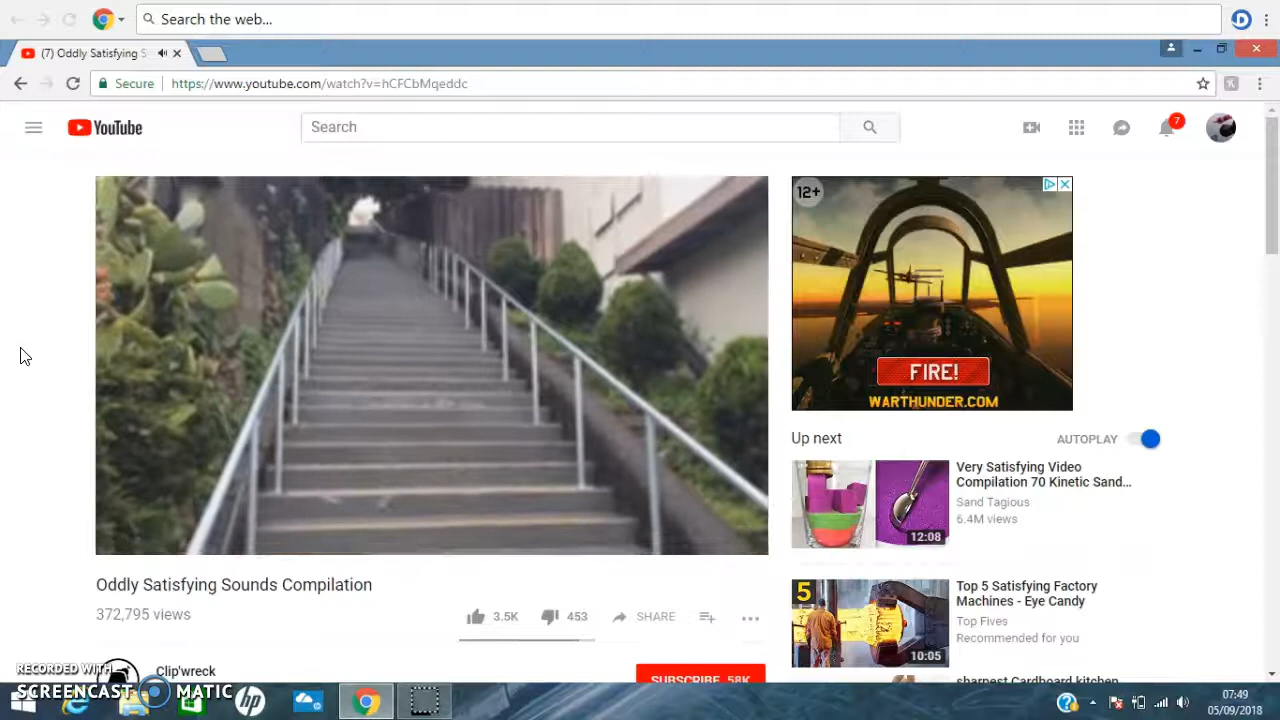 Search the web...
(7) Oddly Satisfying S
Secure https://www.youtube.com/watch?v=hCFCbMqeddc
YouTube
Search
7
12+
FIRE!
WARTHUNDER.COM
Up next
AUTOPLAY
Very Satisfying Video
Compilation 70 Kinetic Sand...
Sand Tagious
6.4M views
12:08
Oddly Satisfying Sounds Compilation
372,795 views
3.5K
453
SHARE
5
Top 5 Satisfying Factory
Machines - Eye Candy
Top Fives
Recommended for you
10:05
Clip'wreck
SUBSCRIBE 58K
sharpest Cardboard kitchen
RECORDED WITH
SCREENCAST MATIC
hp
07:49
05/09/2018